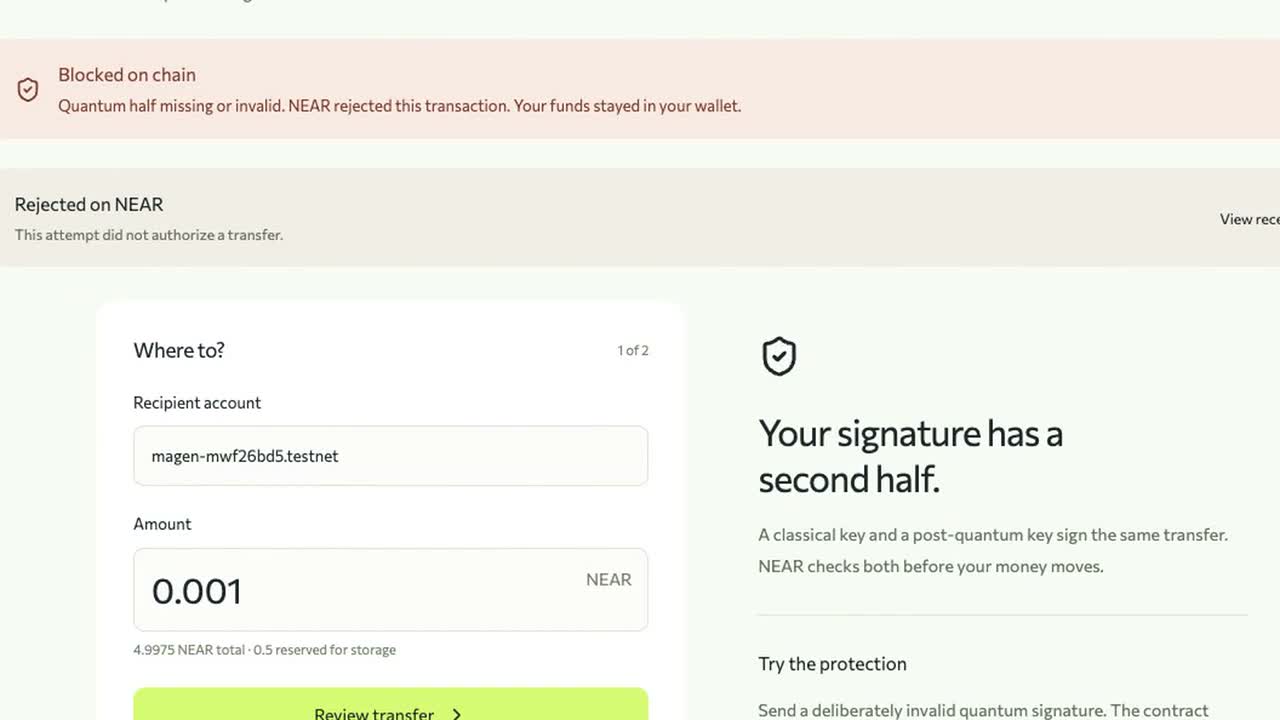 Blocked on chain
Quantum half missing or invalid. NEAR rejected this transaction. Your funds stayed in your wallet.
Rejected on NEAR
This attempt did not authorize a transfer.
View
Where to?
1 of 2
Recipient account
magen-mwf26bd5.testnet
Amount
0.001
NEAR
4.9975 NEAR total · 0.5 reserved for storage
Review transfer
Your signature has a
second half.
A classical key and a post-quantum key sign the same transfer.
NEAR checks both before your money moves.
Try the protection
Send a deliberately invalid quantum signature. The contract